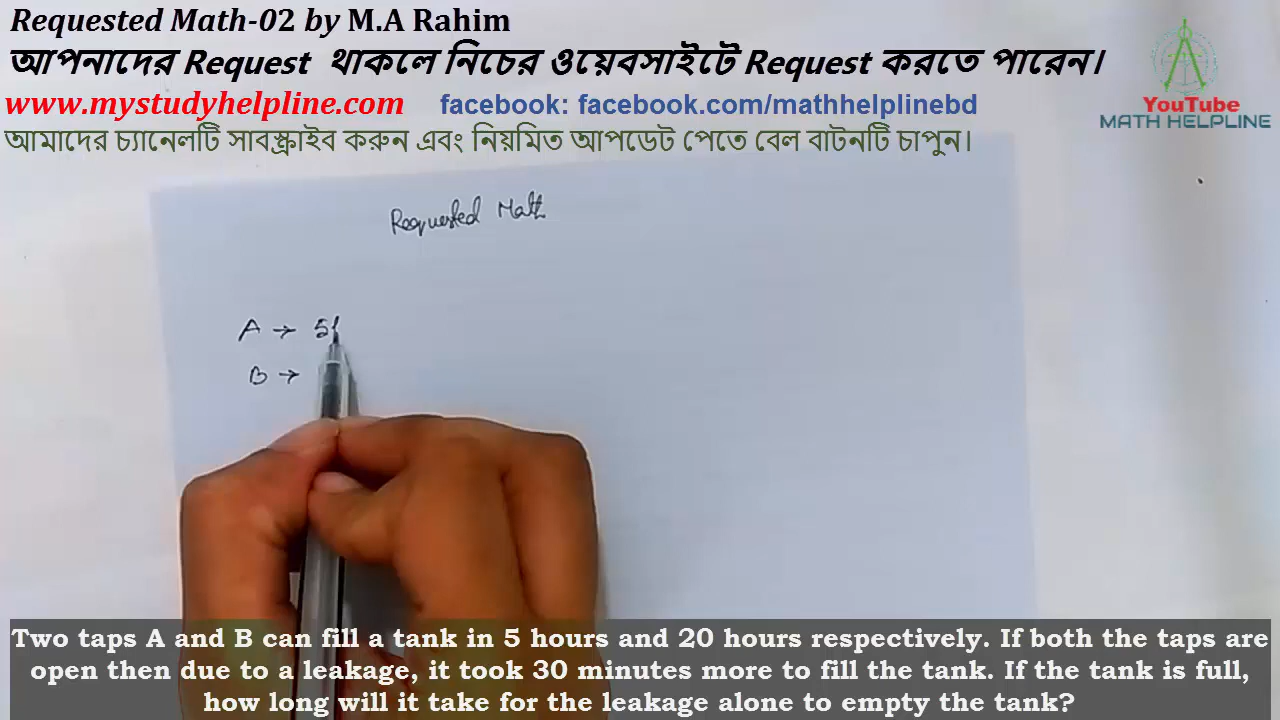 Requested Math-02 by M.A Rahim
আপনাদের Request থাকলে নিচের ওয়েবসাইটে Request করতে পারেন।
www.mystudyhelpline.com facebook: facebook.com/mathhelplinebd
আমাদের চ্যানেলটি সাবস্ক্রাইব করুন এবং নিয়মিত আপডেট পেতে বেল বাটনটি চাপুন।
YouTube
MATH HELPLINE
Requested Math
A → 5
B →
Two taps A and B can fill a tank in 5 hours and 20 hours respectively. If both the taps are
open then due to a leakage, it took 30 minutes more to fill the tank. If the tank is full,
how long will it take for the leakage alone to empty the tank?